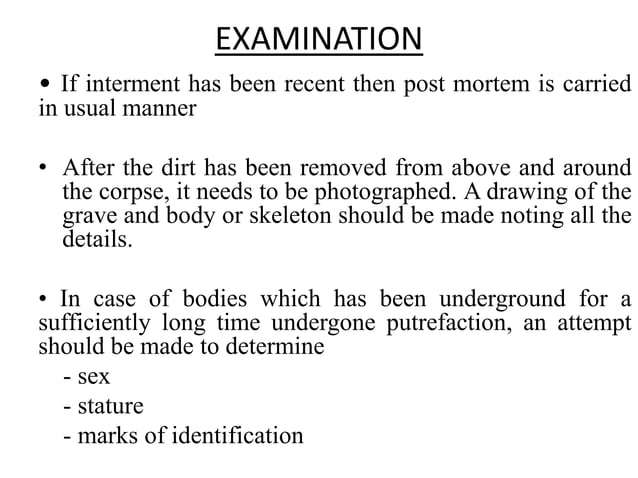 EXAMINATION
• If interment has been recent then post mortem is carried
in usual manner
• After the dirt has been removed from above and around
the corpse, it needs to be photographed. A drawing of the
grave and body or skeleton should be made noting all the
details.
• In case of bodies which has been underground for a
sufficiently long time undergone putrefaction, an attempt
should be made to determine
- sex
- stature
- marks of identification